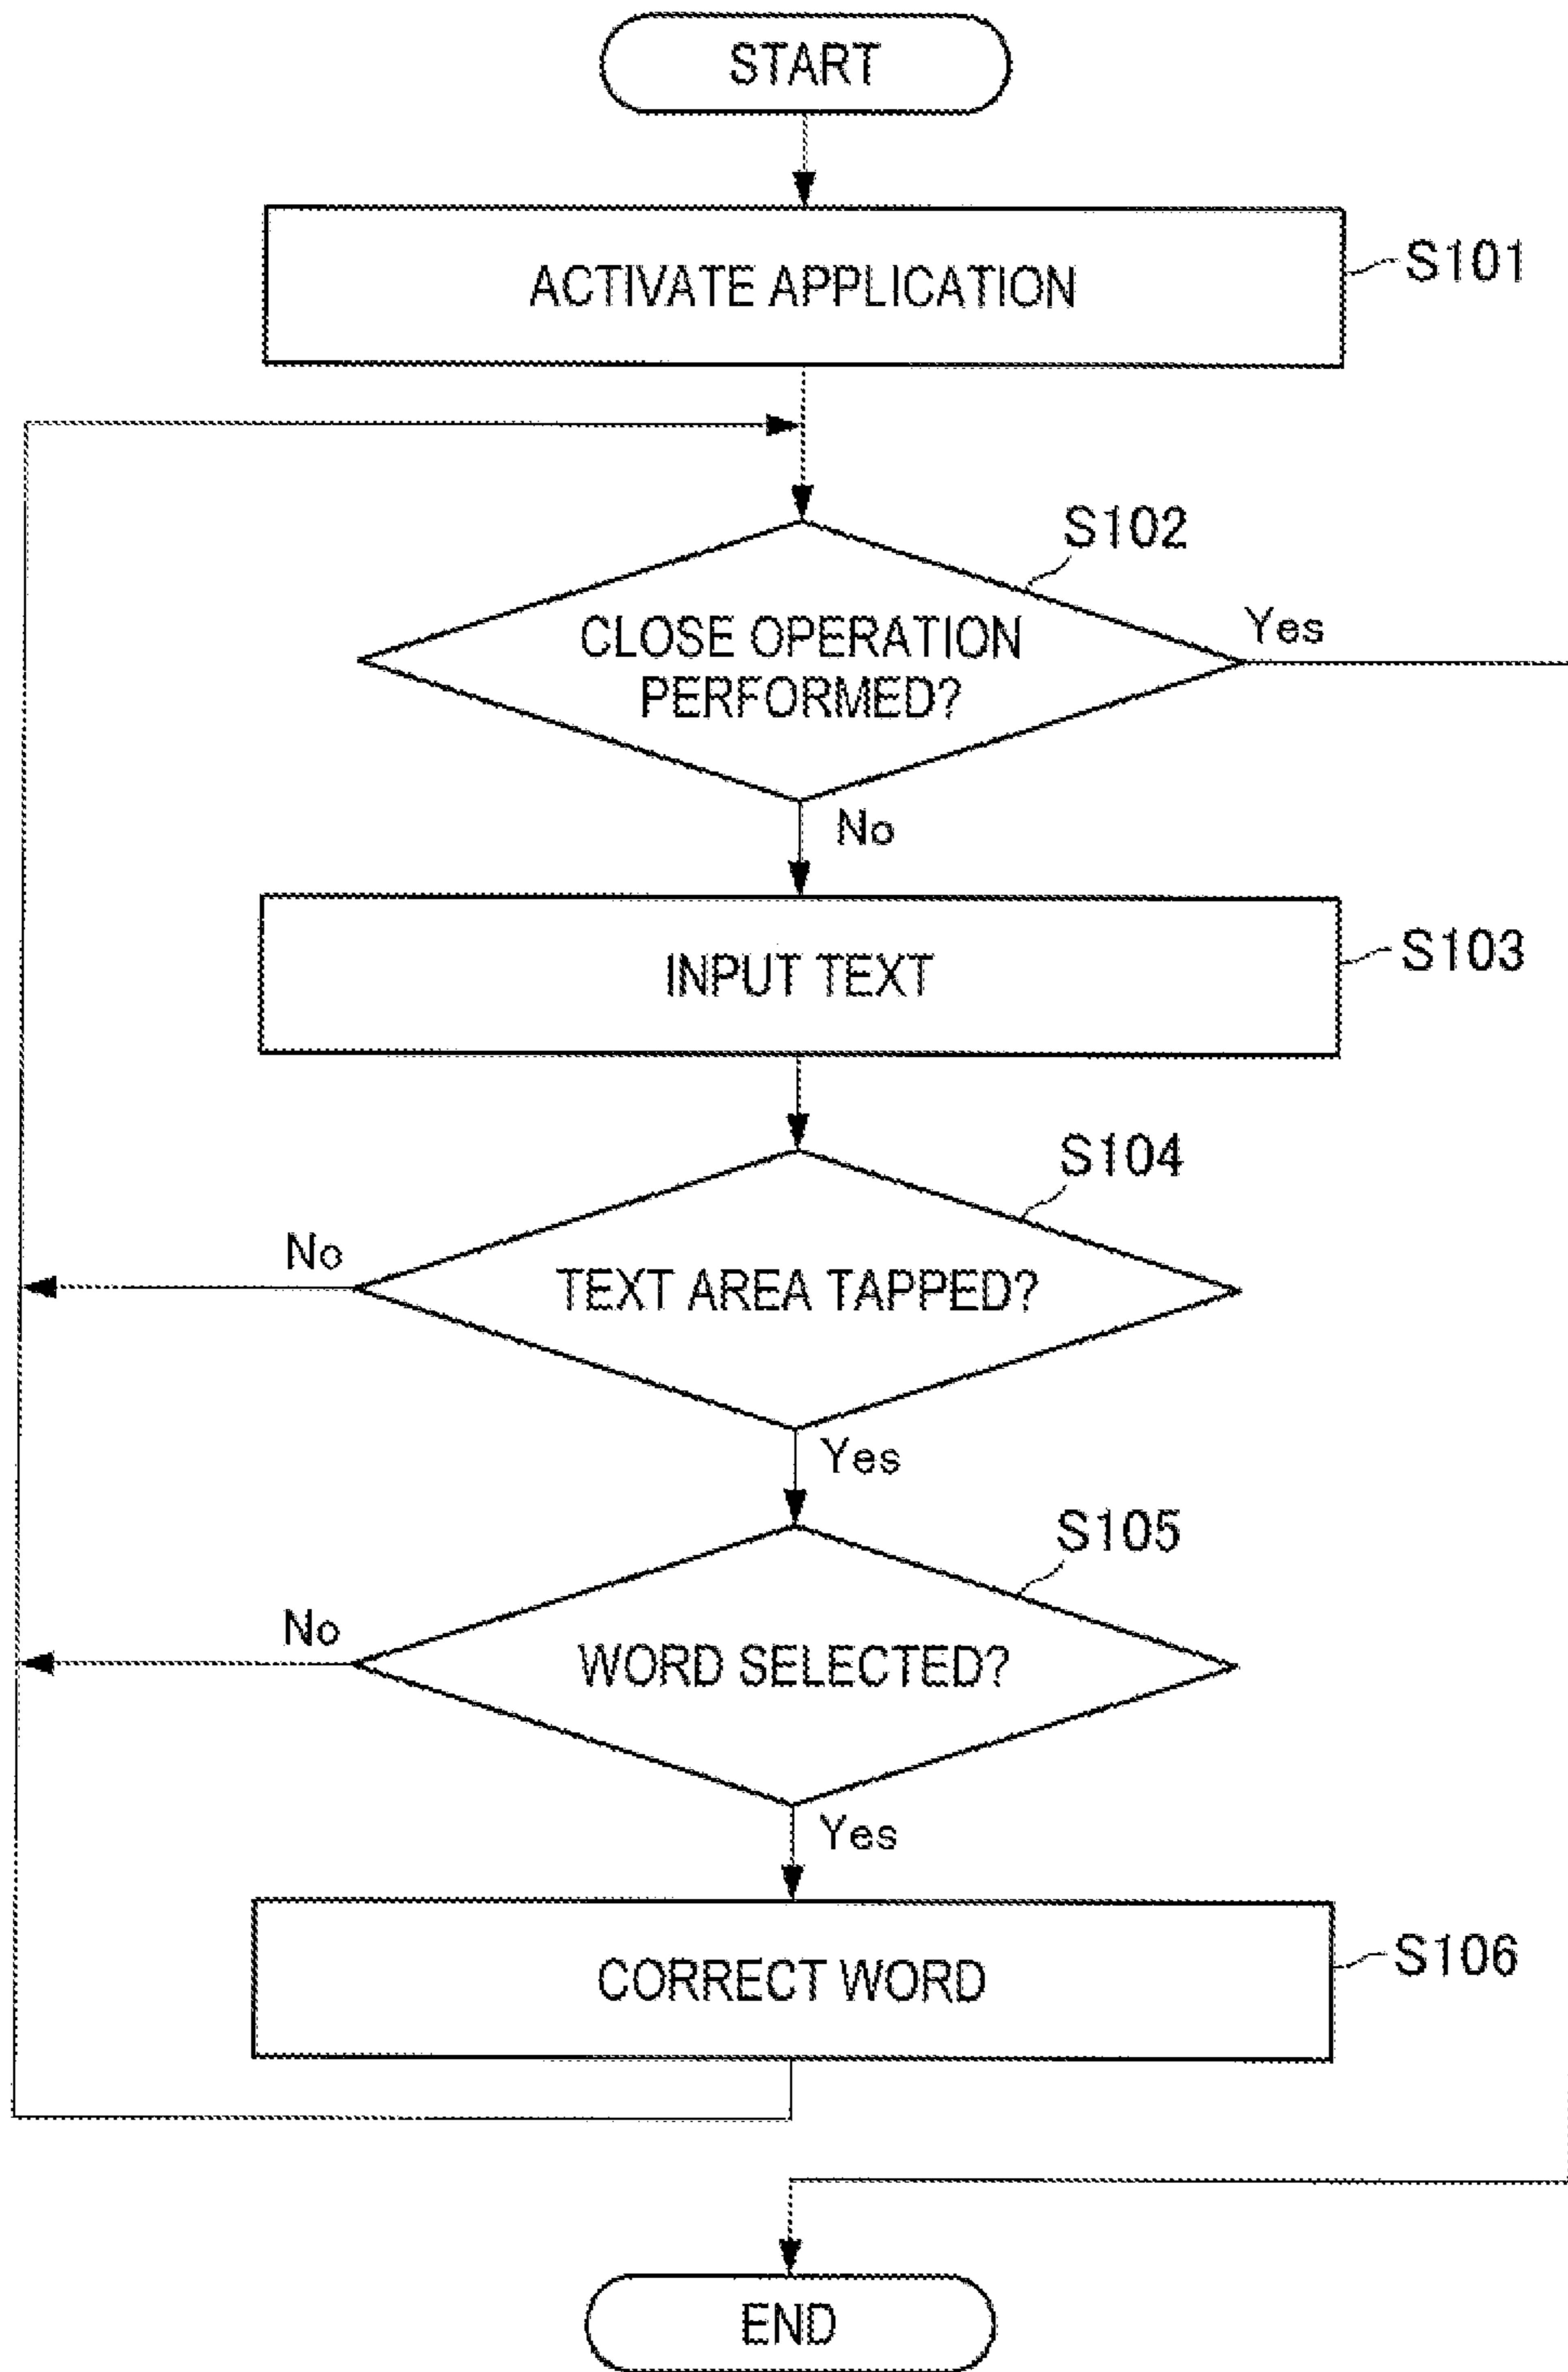 START
ACTIVATE APPLICATION
S101
S102
CLOSE OPERATION
PERFORMED?
Yes
No
INPUT TEXT
S103
S104
No
TEXT AREA TAPPED?
Yes
S105
No
WORD SELECTED?
Yes
CORRECT WORD
S106
END